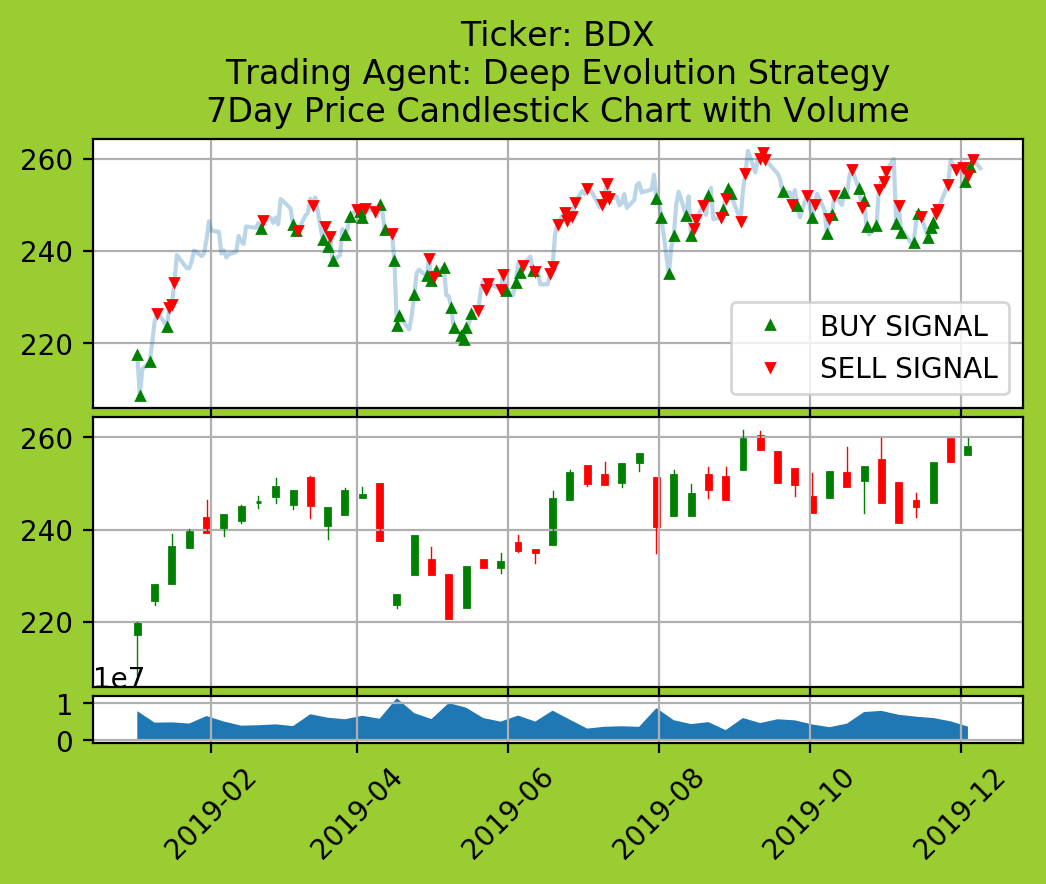 Ticker: BDX
Trading Agent: Deep Evolution Strategy
7Day Price Candlestick Chart with Volume
260
240
220
BUY SIGNAL
SELL SIGNAL
260
240
220
1e7
1
0
2019-02
2019-04
2019-06
2019-08
2019-10
2019-12